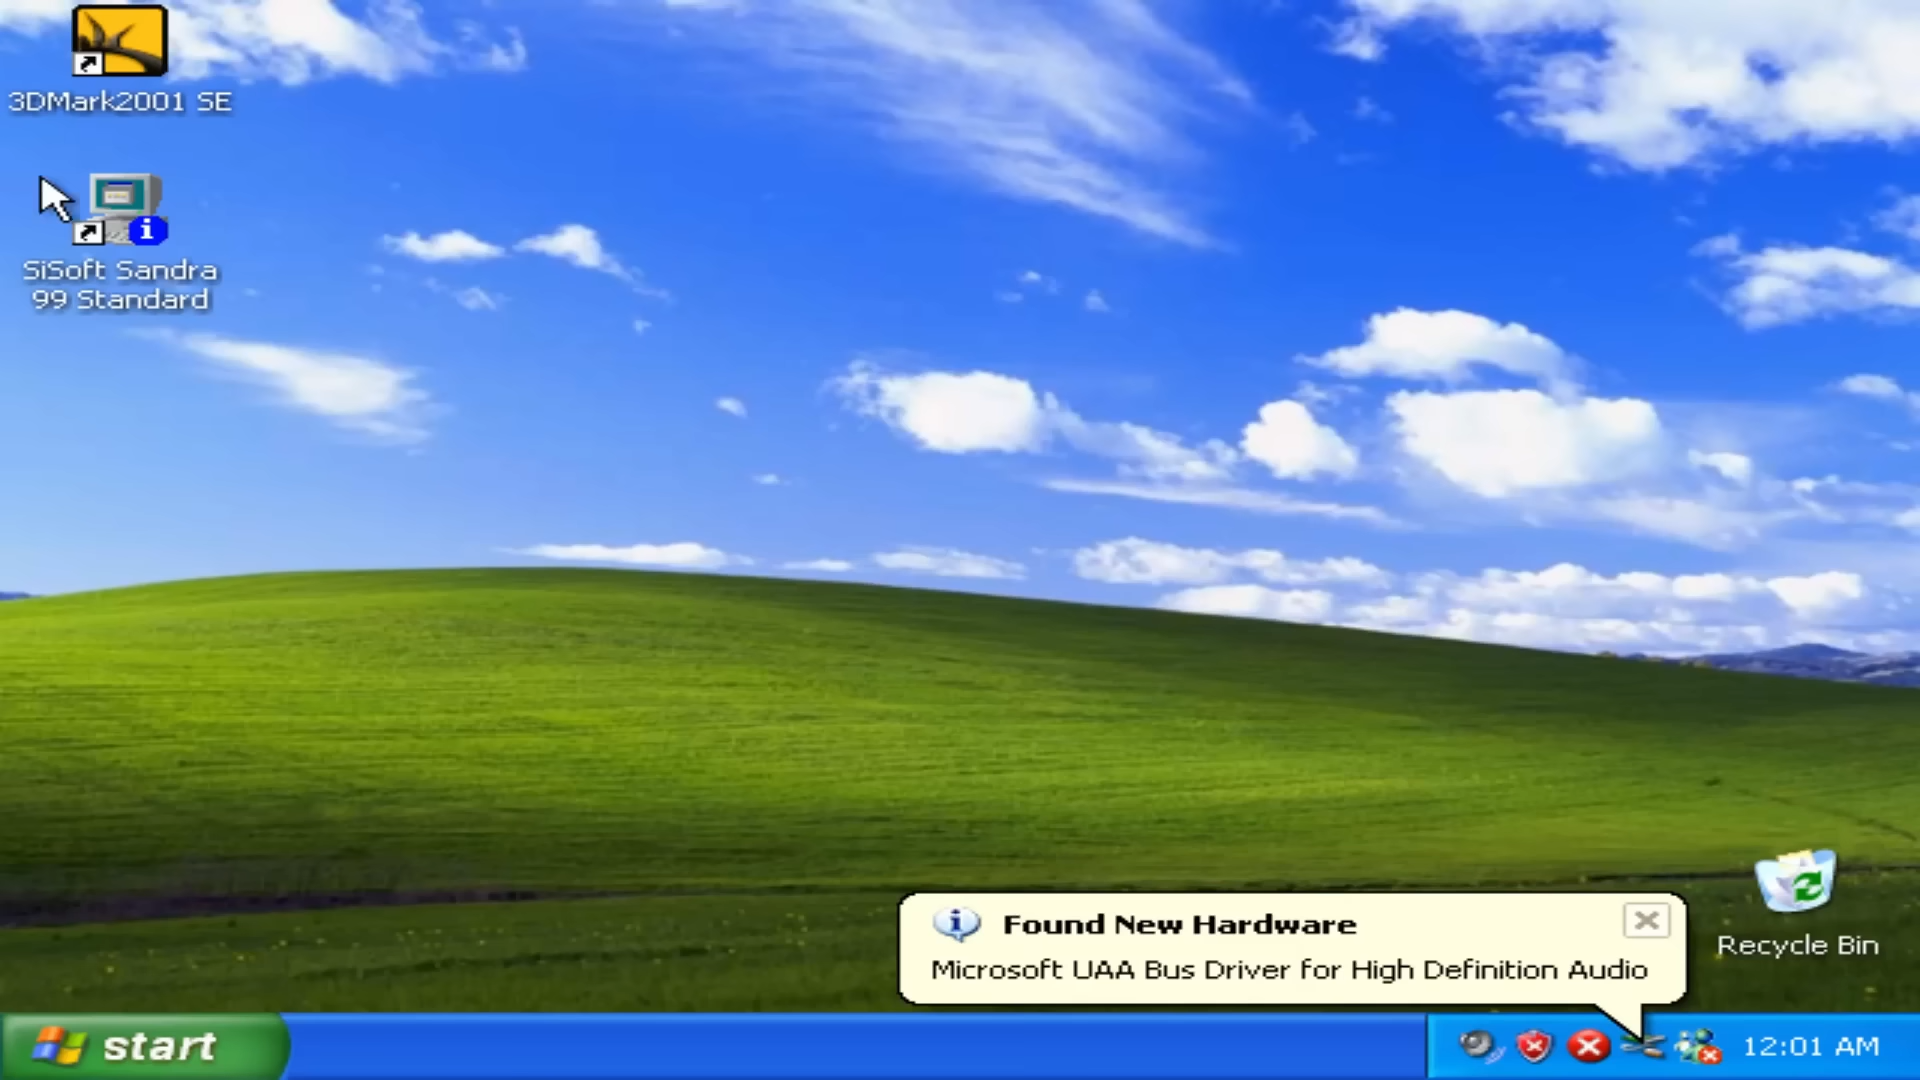 3DMark2001 SE
SiSoft Sandra
99 Standard
Found New Hardware
Microsoft UAA Bus Driver for High Definition Audio
Recycle Bin
start
12:01 AM